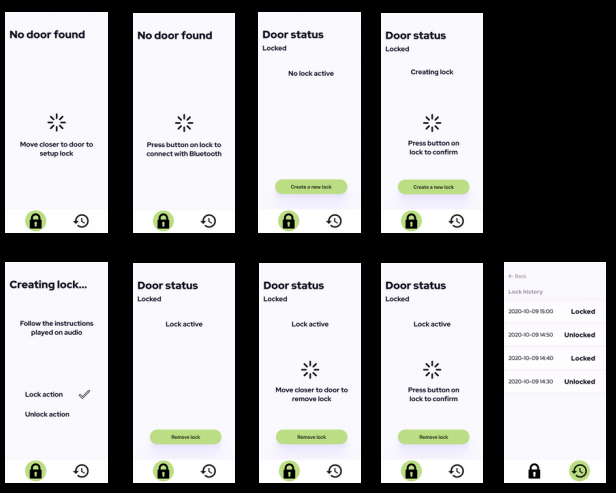 No door found
Move closer to door to
setup lock
No door found
Press button on lock to
connect with Bluetooth
Door status
Locked
No lock active
Create a new lock
Door status
Locked
Creating lock
Press button on
lock to confirm
Create a new lock
Creating lock...
Follow the instructions
played on audio
Lock action
Unlock action
Door status
Locked
Lock active
Remove lock
Door status
Locked
Lock active
Move closer to door to
remove lock
Remove lock
Door status
Locked
Lock active
Press button on
lock to confirm
Remove lock
← Back
Lock history
2020-10-09 15:00 Locked
2020-10-09 14:50 Unlocked
2020-10-09 14:40 Locked
2020-10-09 14:30 Unlocked